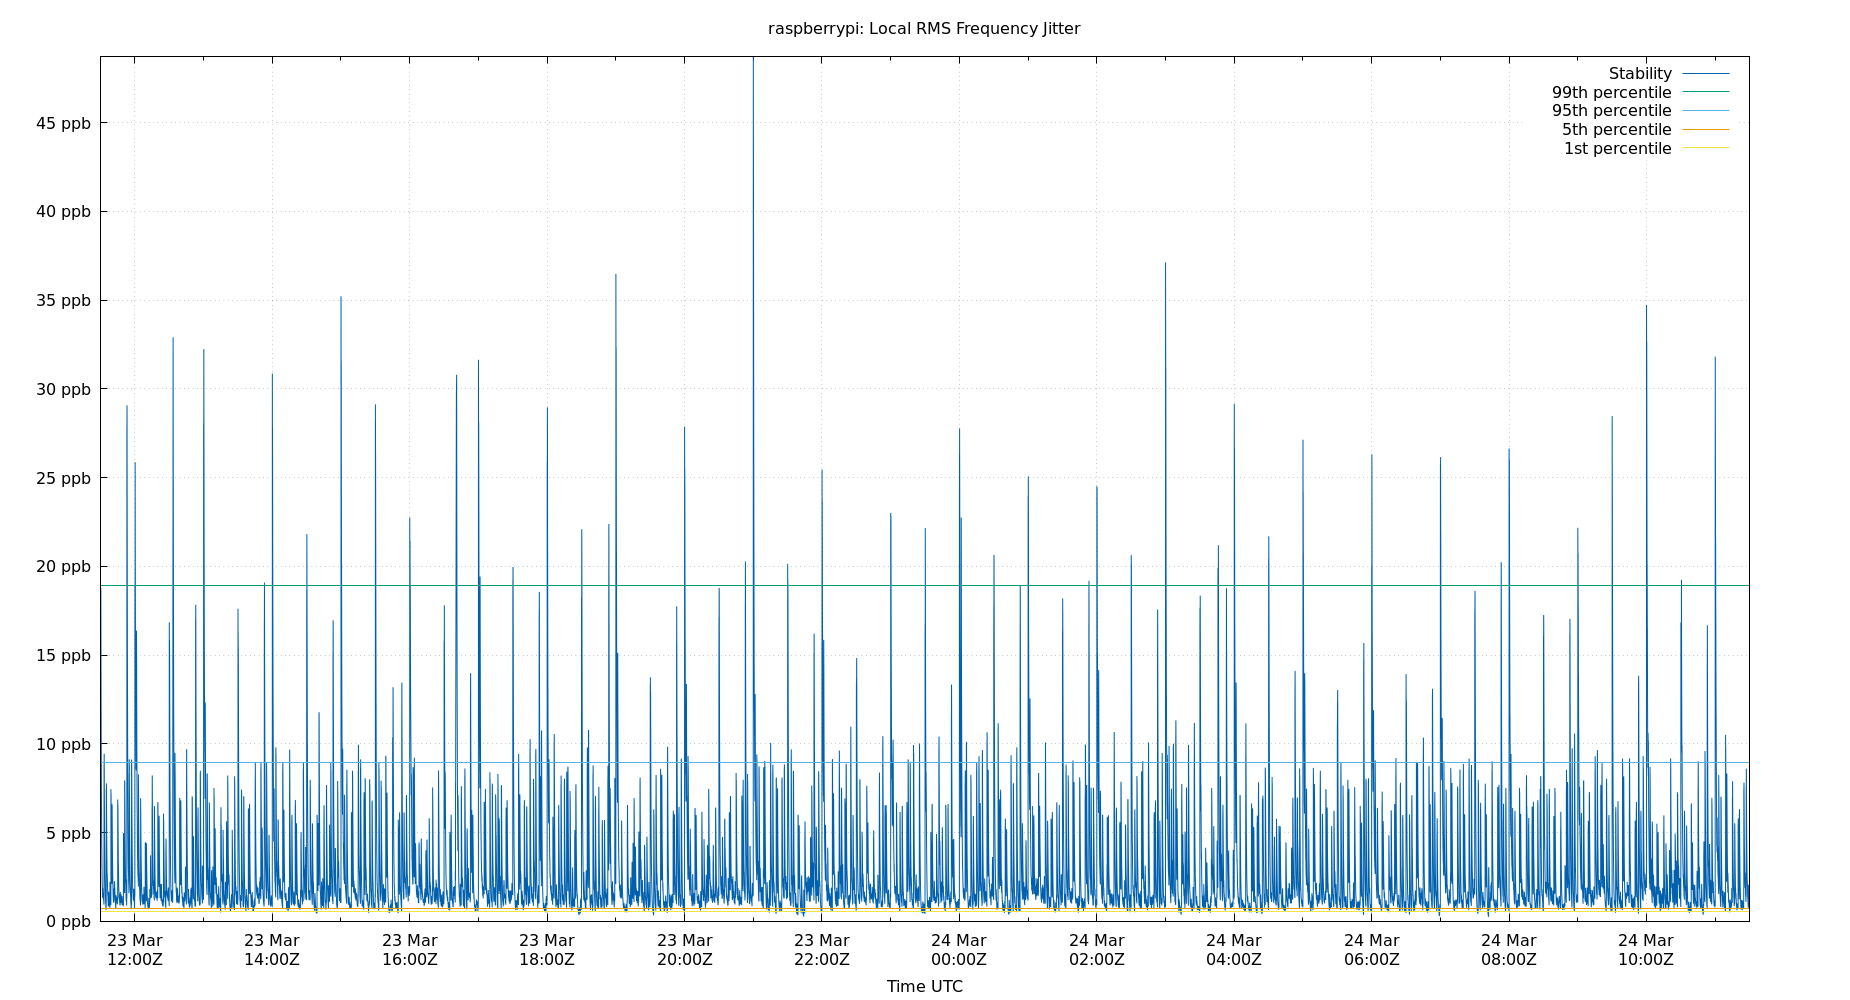 raspberrypi: Local RMS Frequency Jitter
Stability
99th percentile
95th percentile
5th percentile
1st percentile
45 ppb
40 ppb
35 ppb
30 ppb
25 ppb
20 ppb
15 ppb
10 ppb
5 ppb
0 ppb
23 Mar 23 Mar 23 Mar 23 Mar 23 Mar 23 Mar 24 Mar 24 Mar 24 Mar 24 Mar 24 Mar 24 Mar
12:00Z 14:00Z 16:00Z 18:00Z 20:00Z 22:00Z 00:00Z 02:00Z 04:00Z 06:00Z 08:00Z 10:00Z
Time UTC